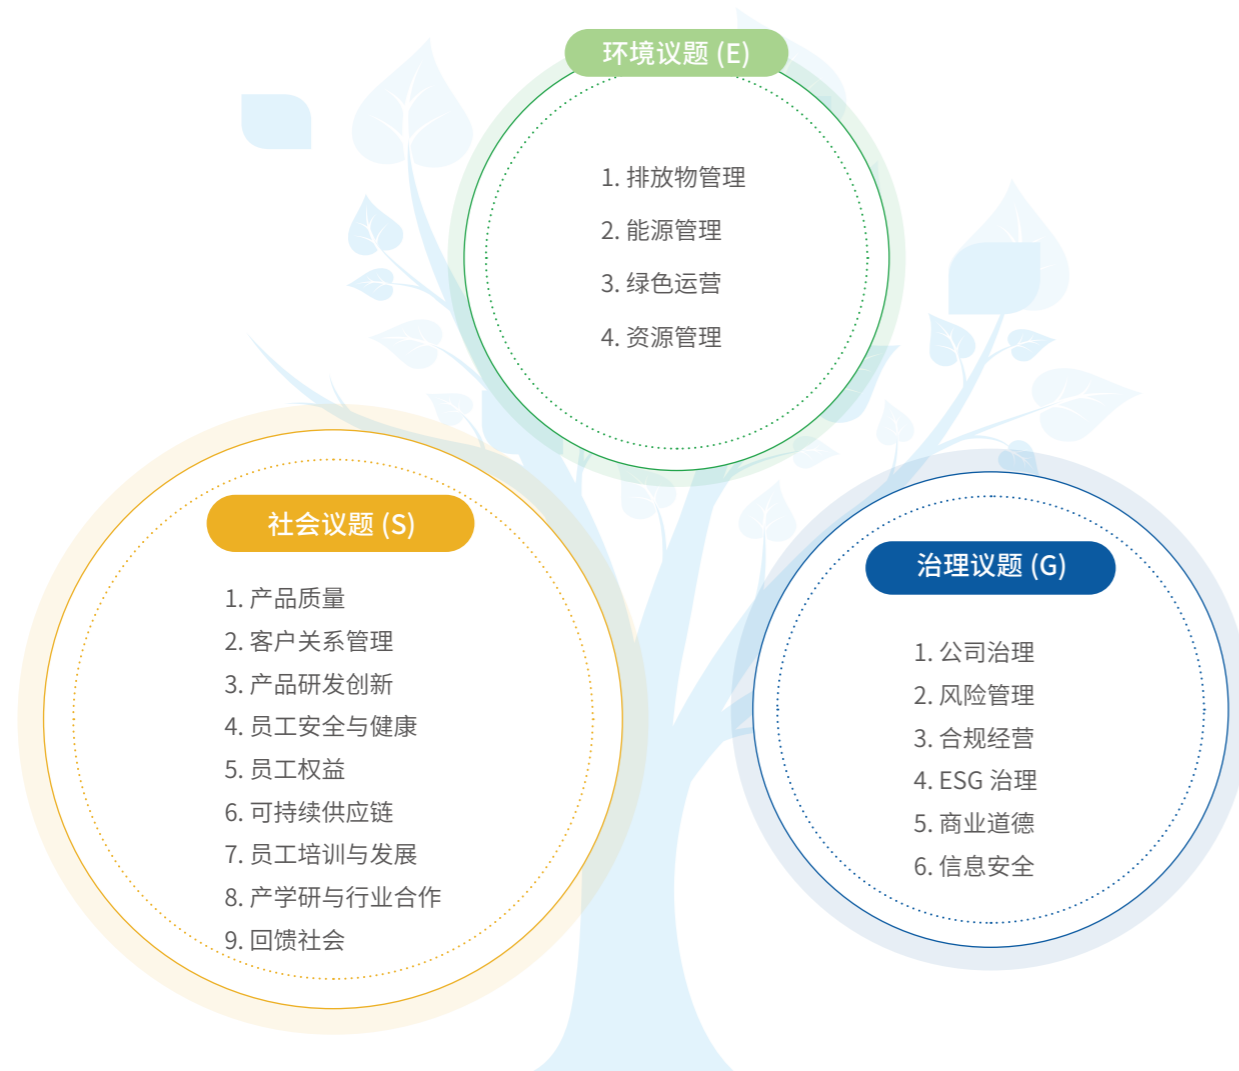 环境议题 (E)
1. 排放物管理
2. 能源管理
3. 绿色运营
4. 资源管理
社会议题 (S)
1. 产品质量
2. 客户关系管理
3. 产品研发创新
4. 员工安全与健康
5. 员工权益
6. 可持续供应链
7. 员工培训与发展
8. 产学研与行业合作
9. 回馈社会
治理议题 (G)
1. 公司治理
2. 风险管理
3. 合规经营
4. ESG 治理
5. 商业道德
6. 信息安全